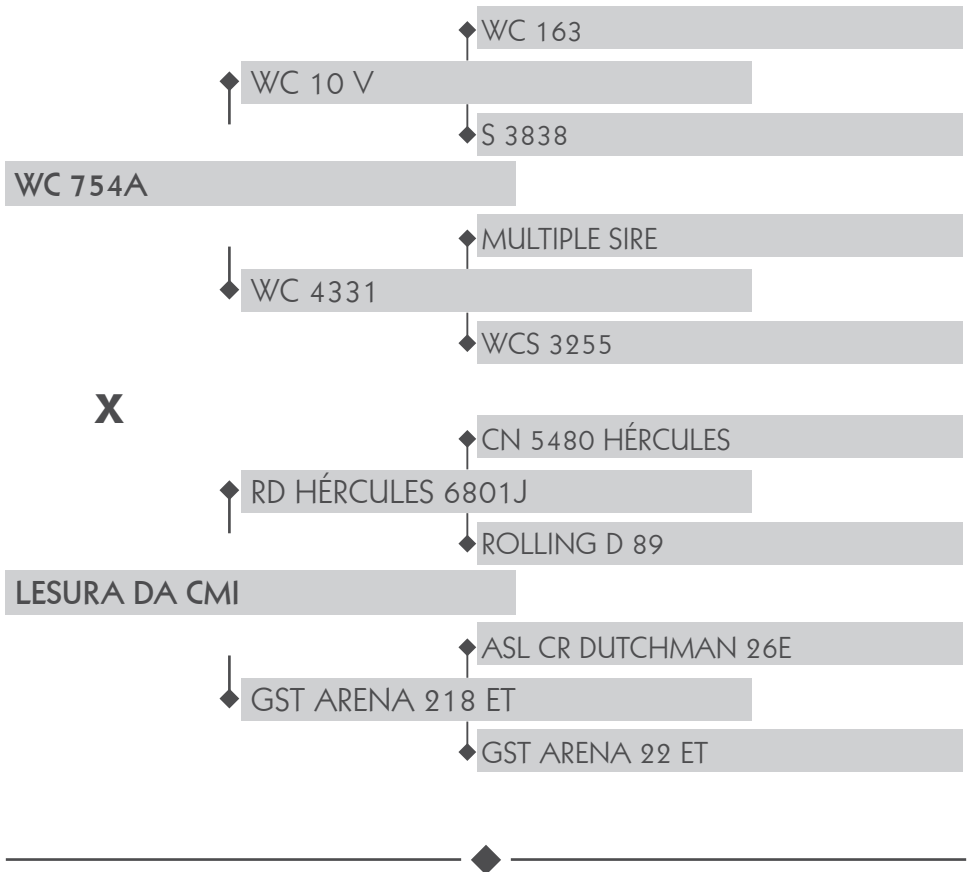 WC 163
WC 10 V
S 3838
WC 754A
MULTIPLE SIRE
WC 4331
WCS 3255
X
CN 5480 HÉRCULES
RD HÉRCULES 6801J
ROLLING D 89
LESURA DA CMI
ASL CR DUTCHMAN 26E
GST ARENA 218 ET
GST ARENA 22 ET